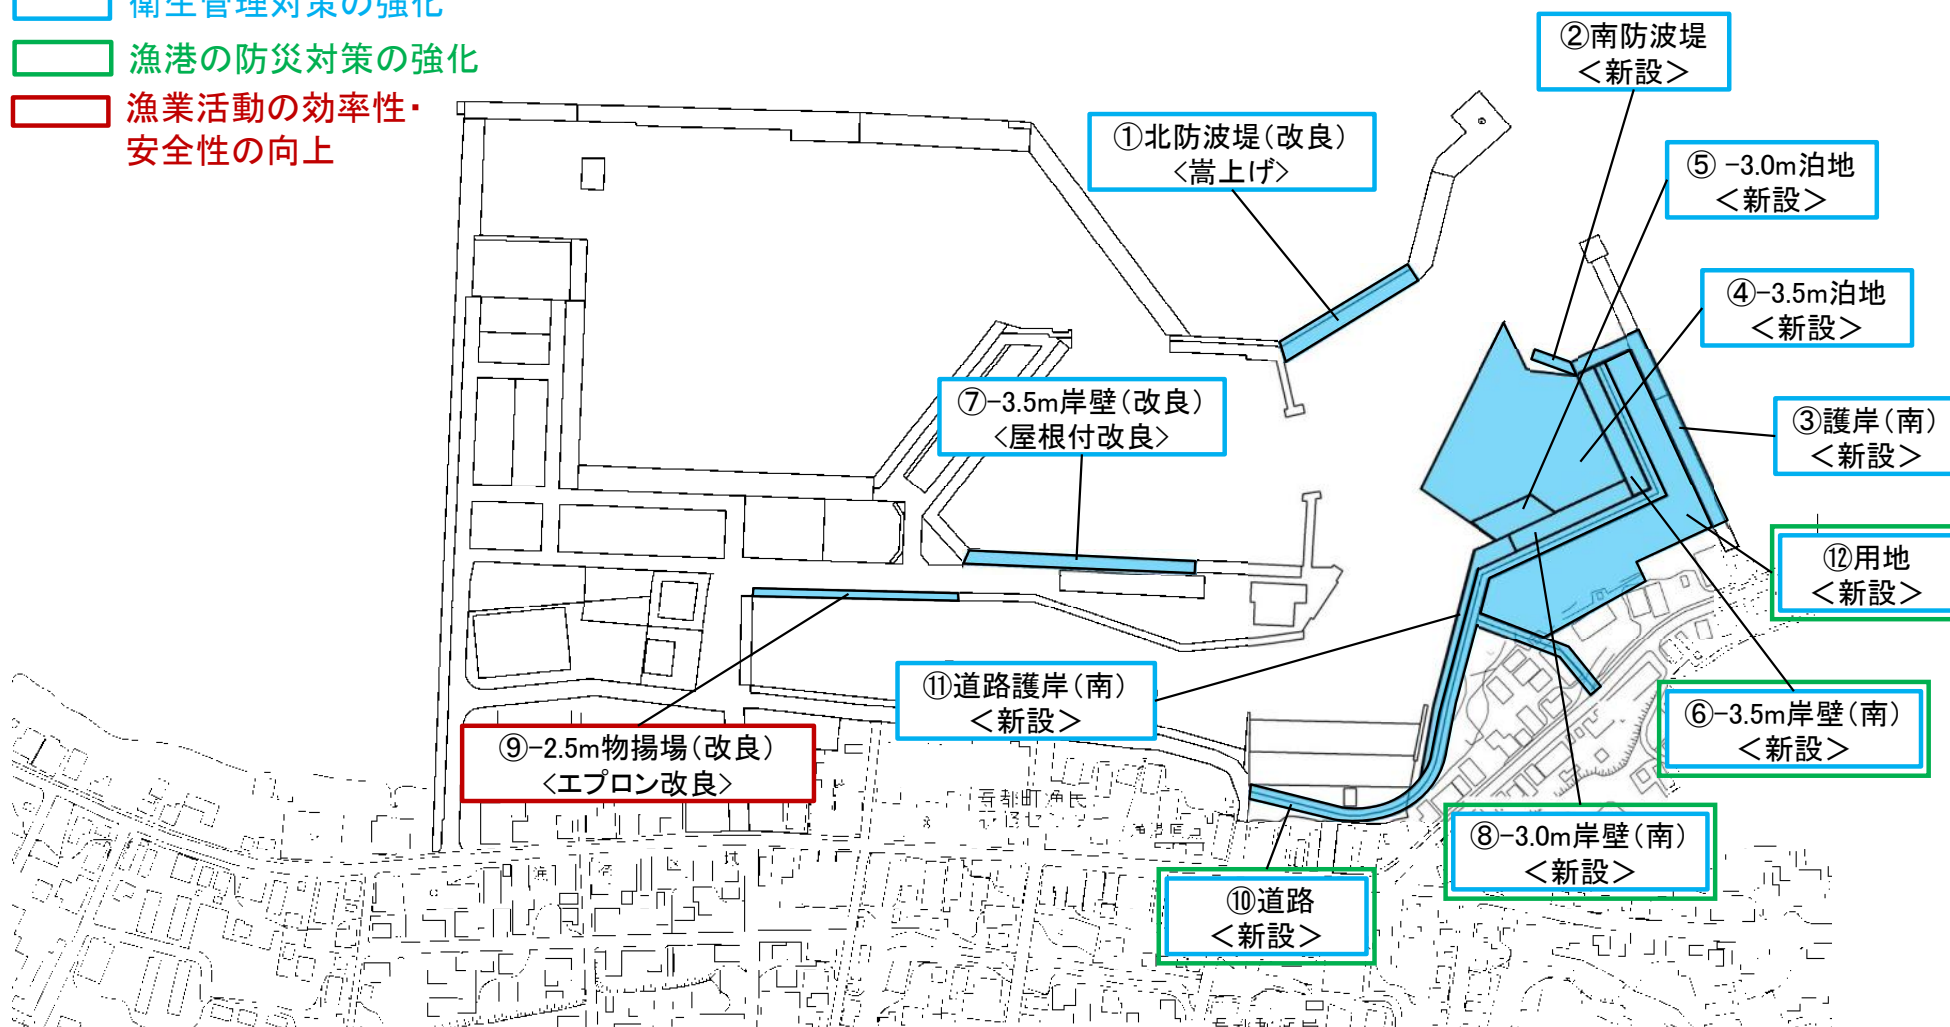 衛生管理対策の強化
漁港の防災対策の強化
漁業活動の効率性・
安全性の向上
②南防波堤
＜新設＞
①北防波堤（改良）
<嵩上げ>
⑤ -3.0m泊地
＜新設＞
④-3.5m泊地
＜新設＞
⑦-3.5m岸壁（改良）
<屋根付改良>
③護岸（南）
＜新設＞
⑫用地
＜新設＞
⑪道路護岸（南）
＜新設＞
⑥-3.5m岸壁（南）
＜新設＞
⑨-2.5m物揚場（改良）
<エプロン改良>
⑧-3.0m岸壁（南）
＜新設＞
⑩道路
＜新設＞